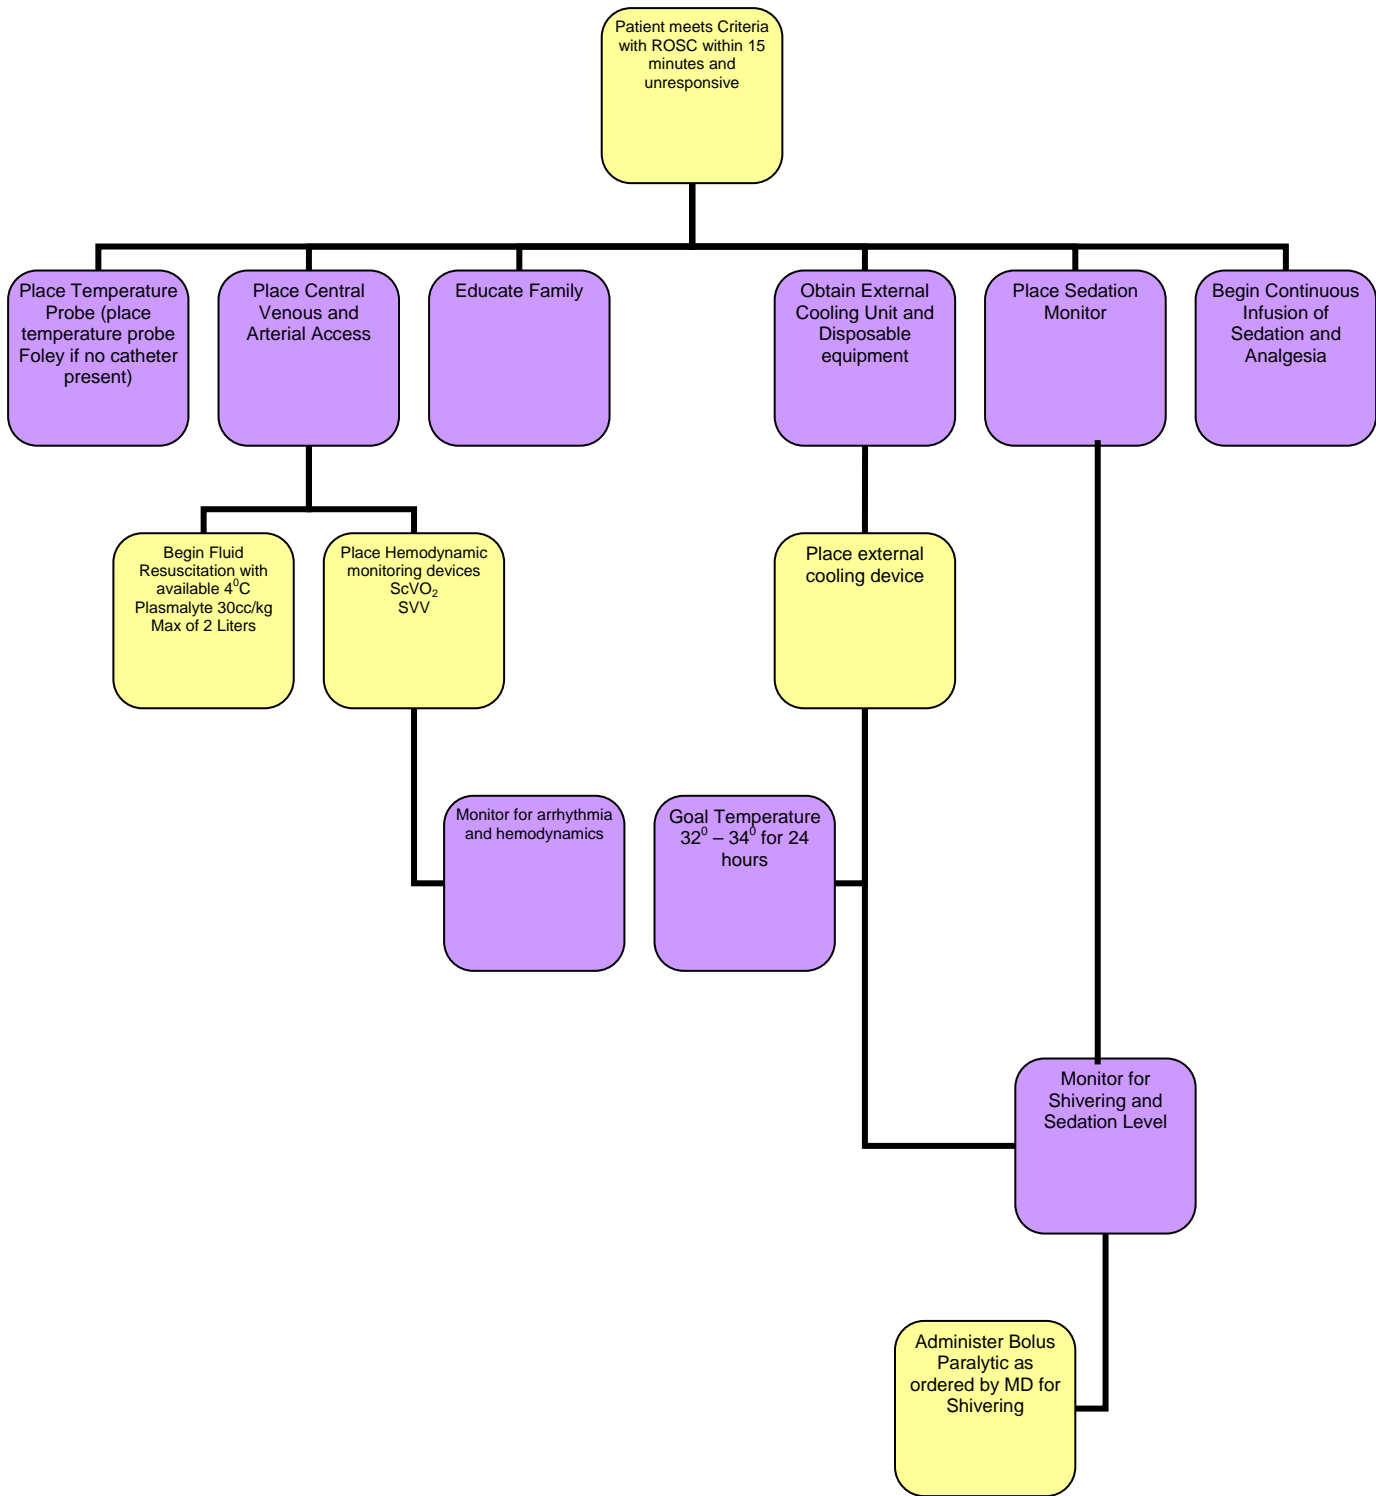 Patient meets Criteria
with ROSC within 15
minutes and
unresponsive
Place Temperature
Probe (place
temperature probe
Foley if no catheter
present)
Place Central
Venous and
Arterial Access
Educate Family
Obtain External
Cooling Unit and
Disposable
equipment
Place Sedation
Monitor
Begin Continuous
Infusion of
Sedation and
Analgesia
Begin Fluid
Resuscitation with
available 4⁰C
Plasmalyte 30cc/kg
Max of 2 Liters
Place Hemodynamic
monitoring devices
ScVO₂
SVV
Place external
cooling device
Monitor for arrhythmia
and hemodynamics
Goal Temperature
32⁰ – 34⁰ for 24
hours
Monitor for
Shivering and
Sedation Level
Administer Bolus
Paralytic as
ordered by MD for
Shivering